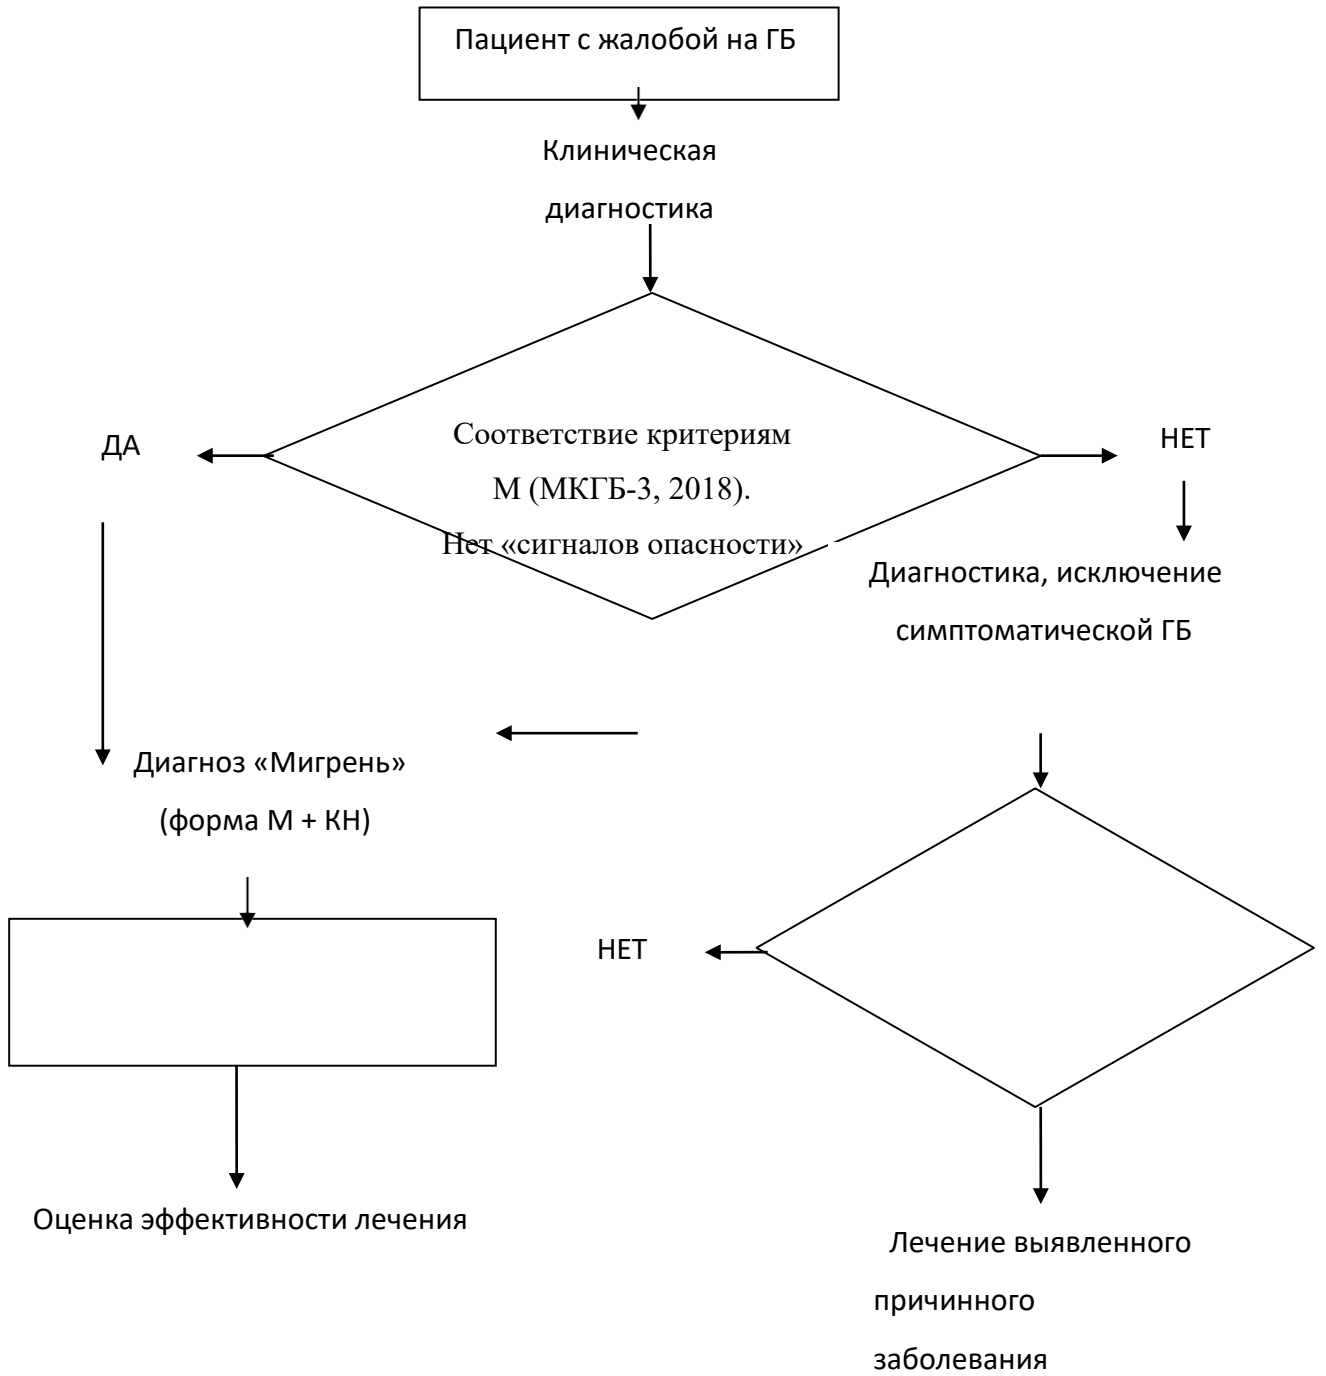 Пациент с жалобой на ГБ
Клиническая
диагностика
ДА
Соответствие критериям
М (МКГБ-3, 2018).
Нет «сигналов опасности»
НЕТ
Диагностика, исключение
симптоматической ГБ
Диагноз «Мигрень»
(форма М + КН)
НЕТ
Оценка эффективности лечения
Лечение выявленного
причинного
заболевания